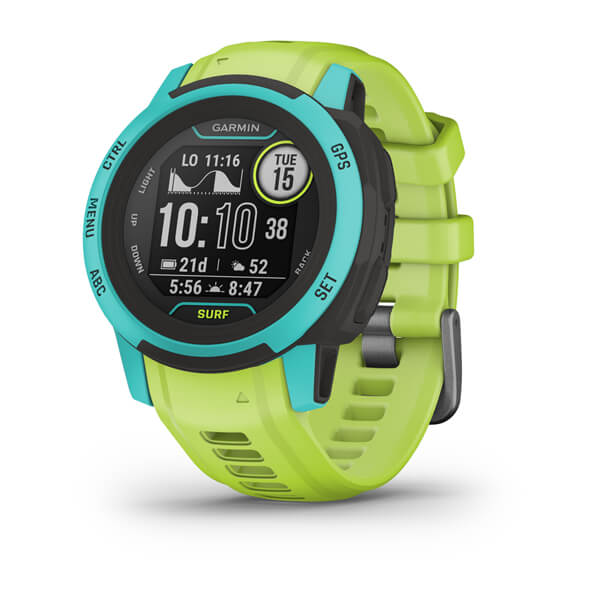 GARMIN
CTRL
MENU
ABC
GPS
SET
LIGHT
UP
DOWN
BACK
LO 11:16
TUE
15
10:10 38
21d 52
5:56 8:47
SURF